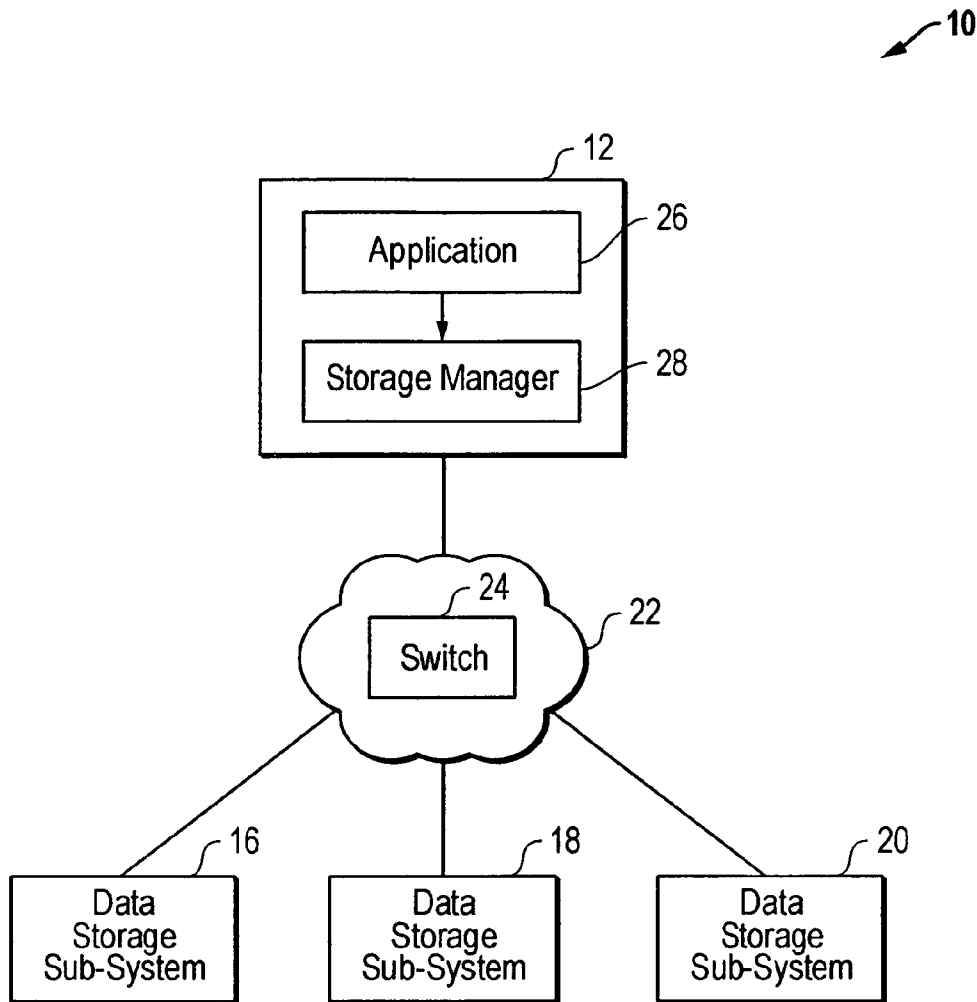 10
12
Application
26
Storage Manager
28
24
Switch
22
16
Data
Storage
Sub-System
18
Data
Storage
Sub-System
20
Data
Storage
Sub-System